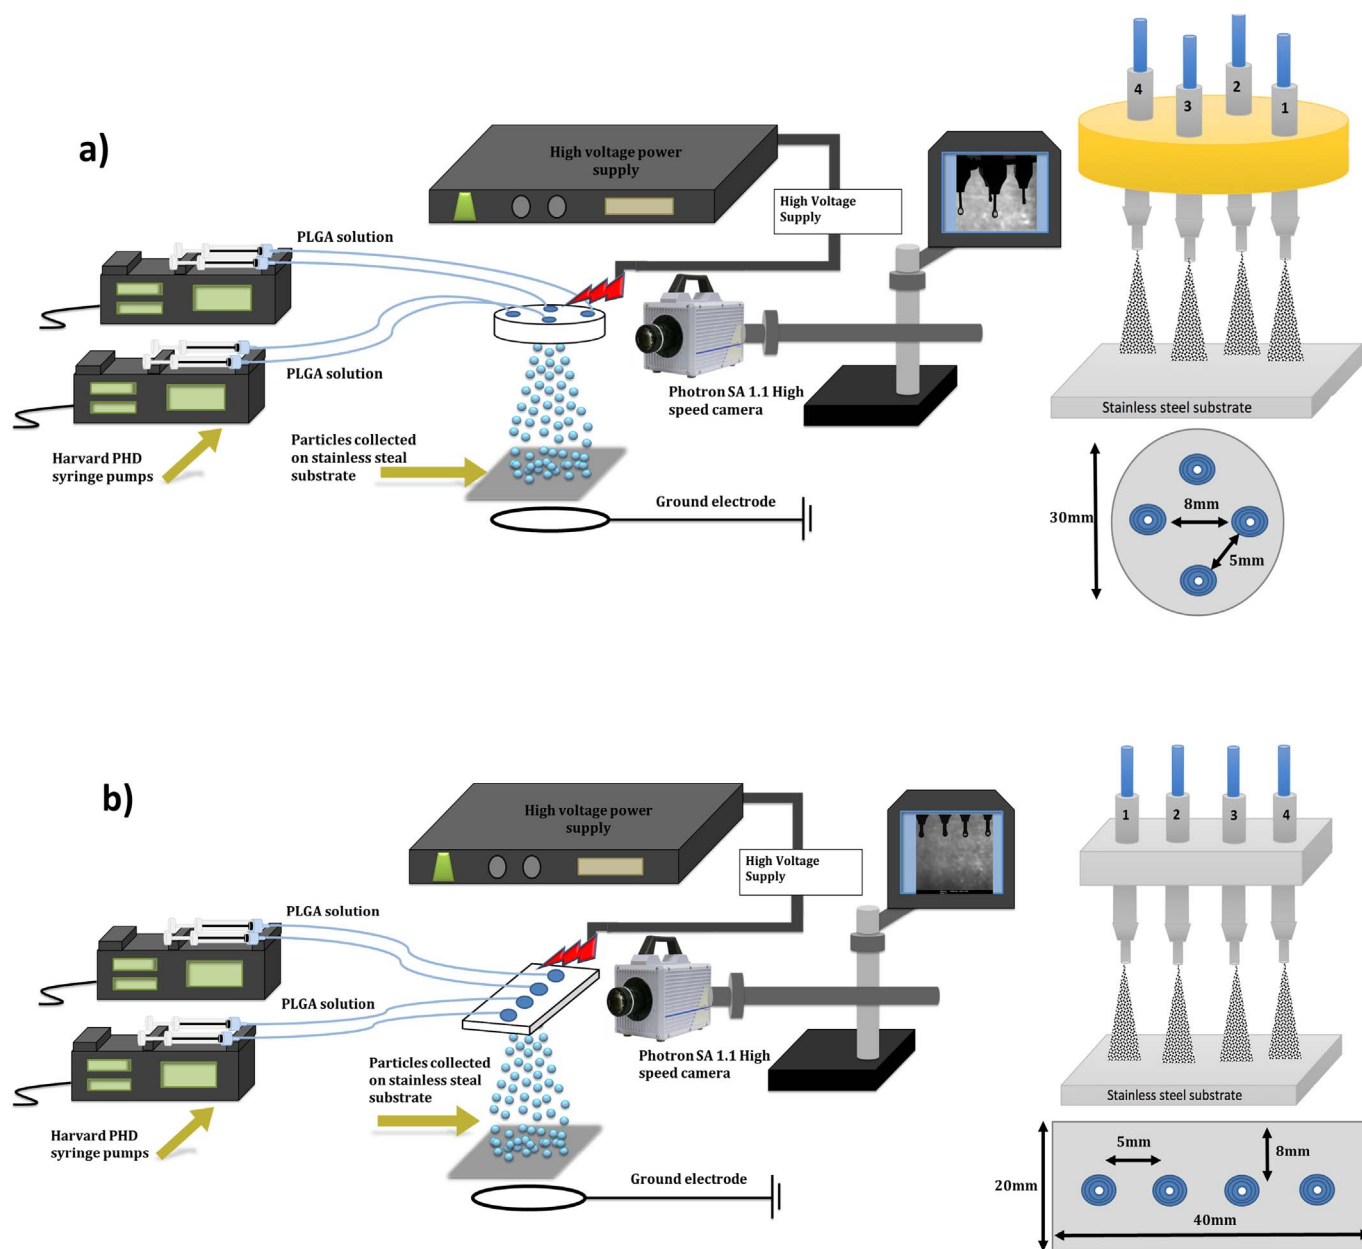 a)
High voltage power
supply
High Voltage
Supply
PLGA solution
PLGA solution
Harvard PHD
syringe pumps
Particles collected
on stainless steal
substrate
Photron SA 1.1 High
speed camera
Ground electrode
4
3
2
1
Stainless steel substrate
30mm
8mm
5mm
b)
High voltage power
supply
High Voltage
Supply
PLGA solution
PLGA solution
Harvard PHD
syringe pumps
Particles collected
on stainless steal
substrate
Photron SA 1.1 High
speed camera
Ground electrode
1
2
3
4
Stainless steel substrate
5mm
8mm
20mm
40mm